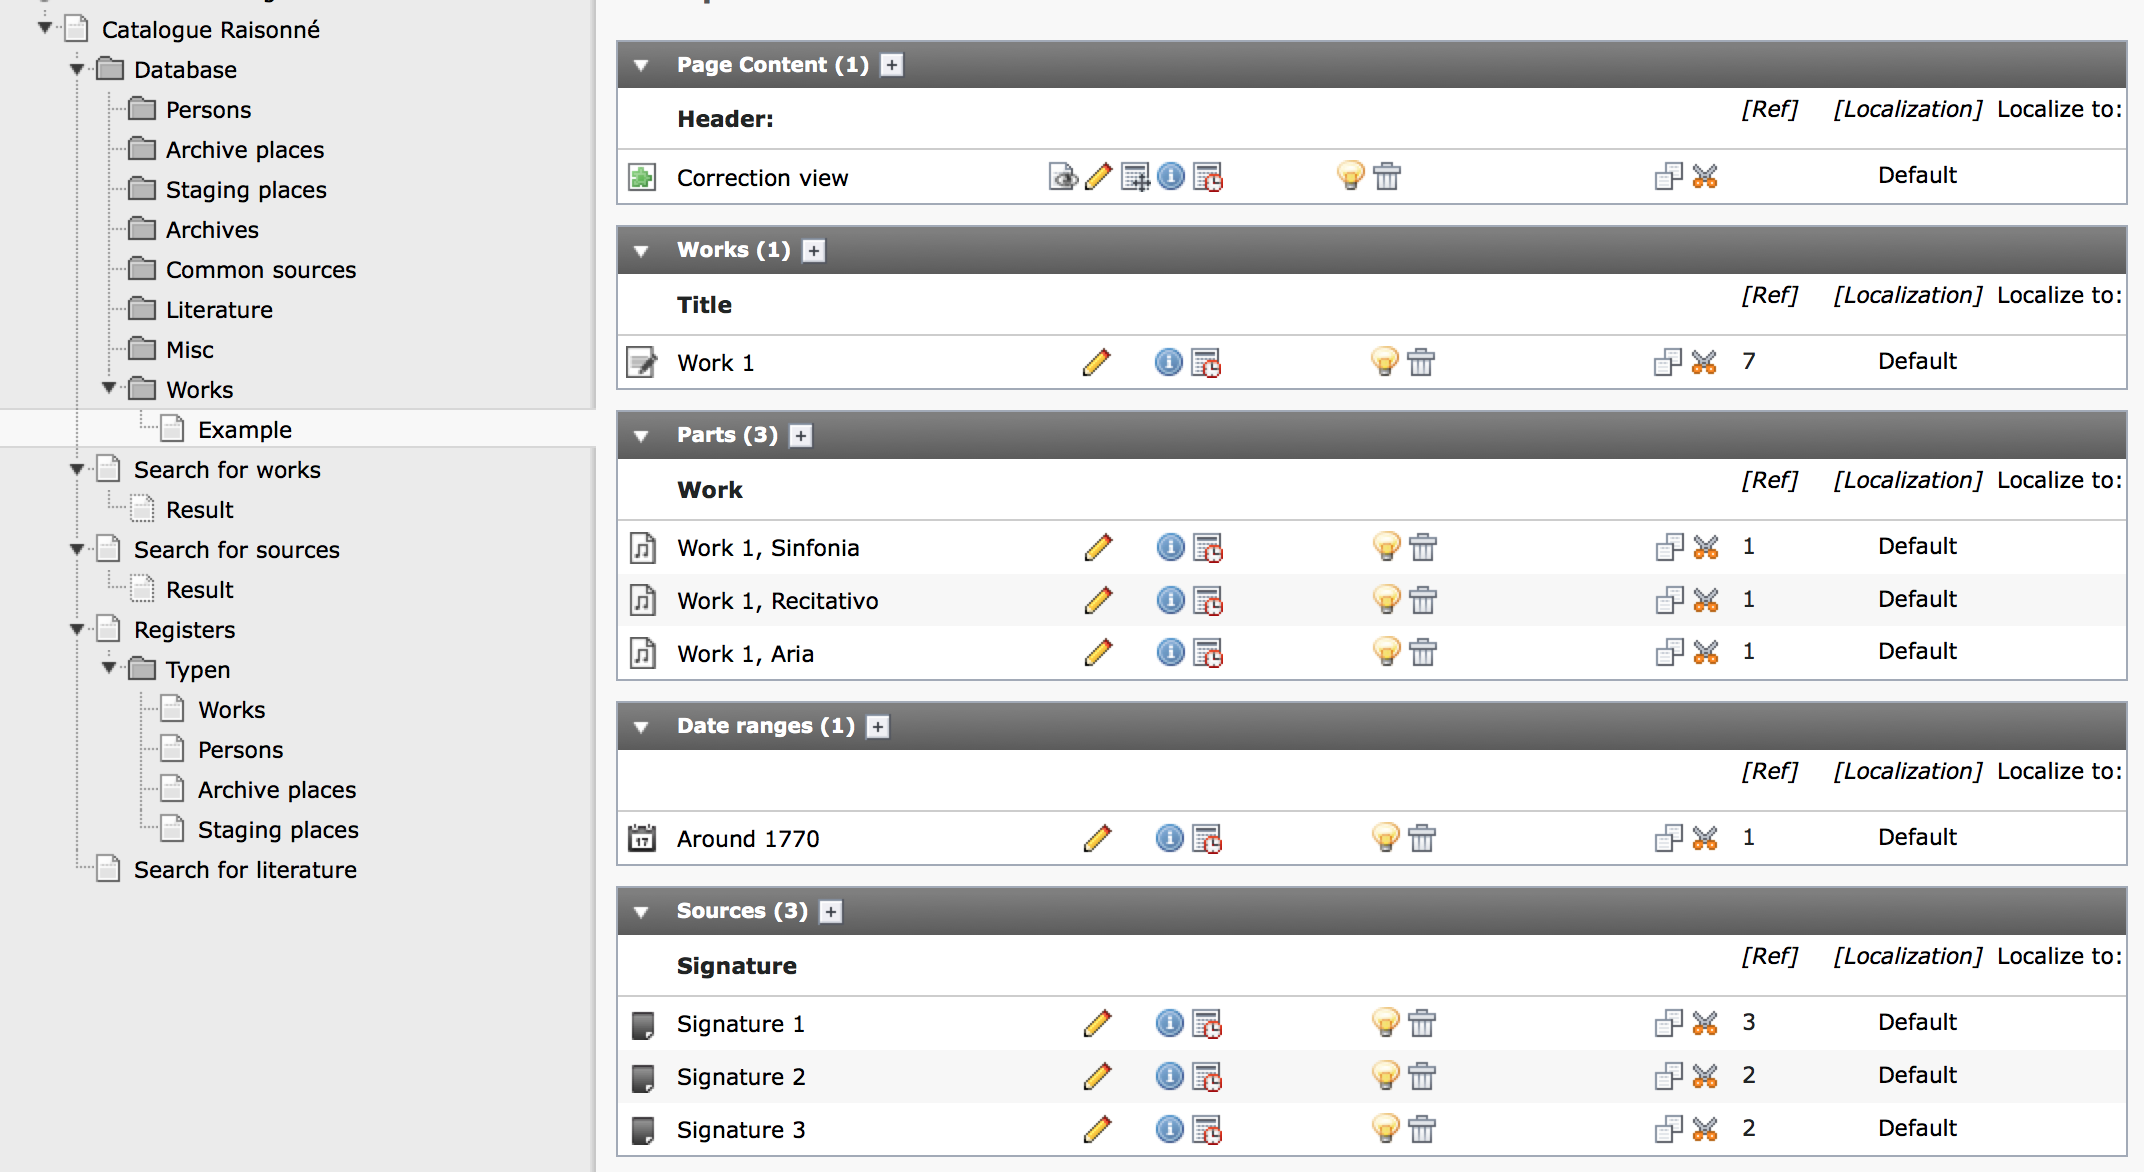 Catalogue Raisonné
Database
Persons
Archive places
Staging places
Archives
Common sources
Literature
Misc
Works
Example
Search for works
Result
Search for sources
Result
Registers
Typen
Works
Persons
Archive places
Staging places
Search for literature
Page Content (1)
Header: [Ref] [Localization] Localize to:
Correction view Default
Works (1)
Title [Ref] [Localization] Localize to:
Work 1 7 Default
Parts (3)
Work [Ref] [Localization] Localize to:
Work 1, Sinfonia 1 Default
Work 1, Recitativo 1 Default
Work 1, Aria 1 Default
Date ranges (1)
[Ref] [Localization] Localize to:
17 Around 1770 1 Default
Sources (3)
Signature [Ref] [Localization] Localize to:
Signature 1 3 Default
Signature 2 2 Default
Signature 3 2 Default